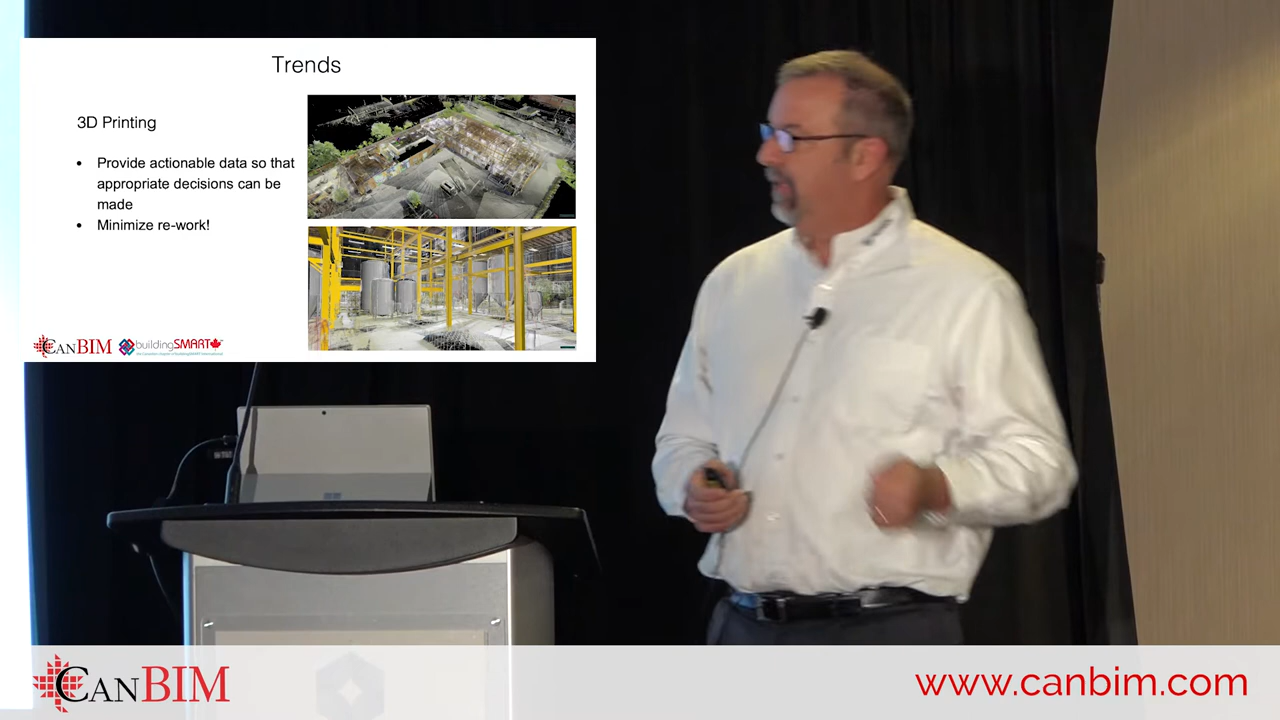 Trends
3D Printing
• Provide actionable data so that
appropriate decisions can be
made
• Minimize re-work!
CanBIM
buildingSMART
CanBIM
www.canbim.com